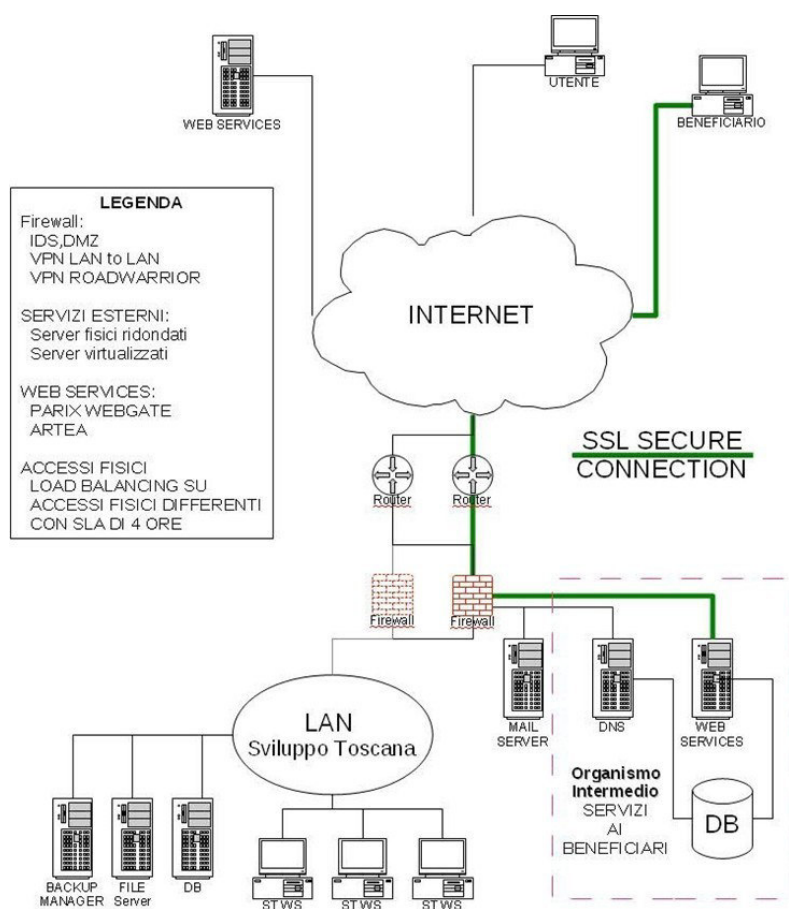 UTENTE
WEB SERVICES
BENEFICIARIO
LEGENDA
Firewall:
IDS,DMZ
VPN LAN to LAN
VPN ROADWARRIOR
SERVIZI ESTERNI:
Server fisici ridondati
Server virtualizzati
WEB SERVICES:
PARIX WEBGATE
ARTEA
ACCESSI FISICI
LOAD BALANCING SU
ACCESSI FISICI DIFFERENTI
CON SLA DI 4 ORE
INTERNET
SSL SECURE
CONNECTION
Router
Router
Firewall
Firewall
LAN
Sviluppo Toscana
MAIL
SERVER
DNS
WEB
SERVICES
Organismo
Intermedio
SERVIZI
AI
BENEFICIARI
DB
BACKUP
MANAGER
FILE
Server
DB
ST WS
ST WS
ST WS